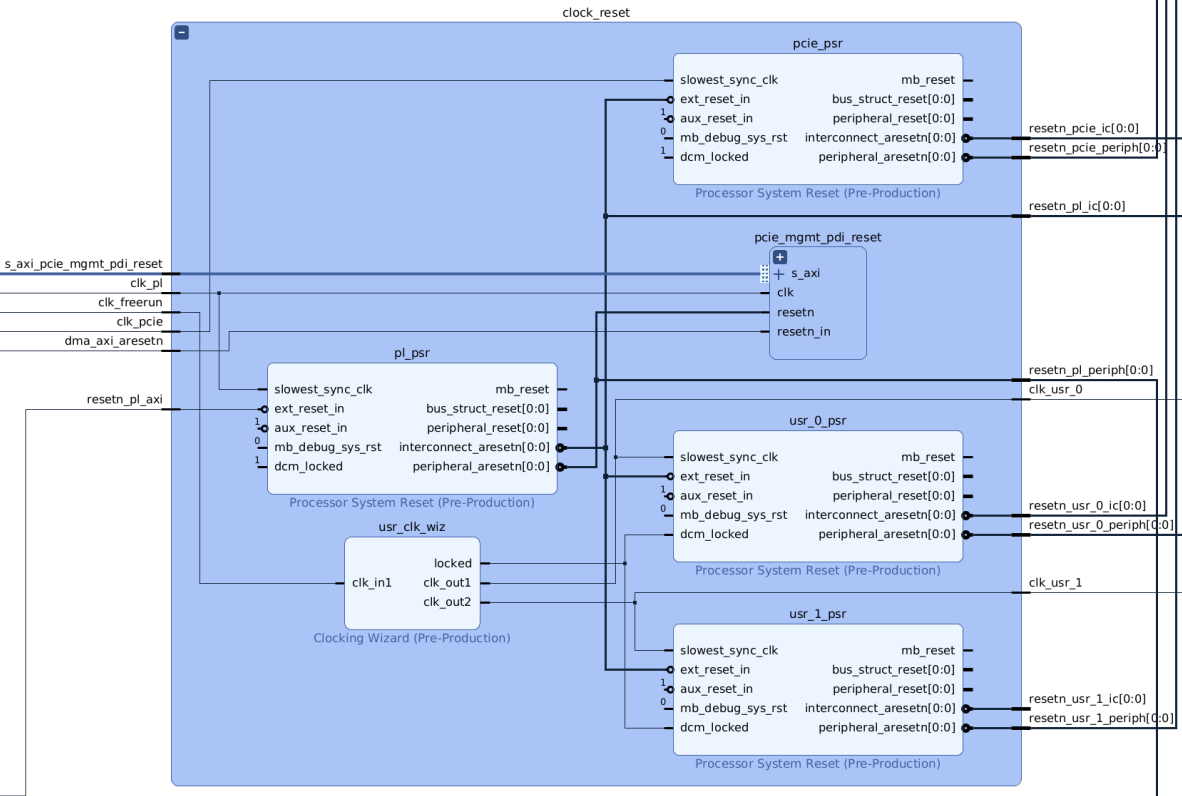 clock_reset
pcie_psr
slowest_sync_clk mb_reset
ext_reset_in bus_struct_reset[0:0]
1 aux_reset_in peripheral_reset[0:0]
0 mb_debug_sys_rst interconnect_aresetn[0:0]
1 dcm_locked peripheral_aresetn[0:0]
Processor System Reset (Pre-Production)
resetn_pcie_ic[0:0]
resetn_pcie_periph[0:0]
resetn_pl_ic[0:0]
pcie_mgmt_pdi_reset
s_axi
clk
resetn
resetn_in
s_axi_pcie_mgmt_pdi_reset
clk_pl
clk_freerun
clk_pcie
dma_axi_aresetn
resetn_pl_axi
pl_psr
slowest_sync_clk mb_reset
ext_reset_in bus_struct_reset[0:0]
1 aux_reset_in peripheral_reset[0:0]
0 mb_debug_sys_rst interconnect_aresetn[0:0]
1 dcm_locked peripheral_aresetn[0:0]
Processor System Reset (Pre-Production)
resetn_pl_periph[0:0]
clk_usr_0
usr_0_psr
slowest_sync_clk mb_reset
ext_reset_in bus_struct_reset[0:0]
1 aux_reset_in peripheral_reset[0:0]
0 mb_debug_sys_rst interconnect_aresetn[0:0]
dcm_locked peripheral_aresetn[0:0]
Processor System Reset (Pre-Production)
resetn_usr_0_ic[0:0]
resetn_usr_0_periph[0:0]
usr_clk_wiz
locked
clk_in1 clk_out1
clk_out2
Clocking Wizard (Pre-Production)
clk_usr_1
usr_1_psr
slowest_sync_clk mb_reset
ext_reset_in bus_struct_reset[0:0]
1 aux_reset_in peripheral_reset[0:0]
0 mb_debug_sys_rst interconnect_aresetn[0:0]
dcm_locked peripheral_aresetn[0:0]
Processor System Reset (Pre-Production)
resetn_usr_1_ic[0:0]
resetn_usr_1_periph[0:0]